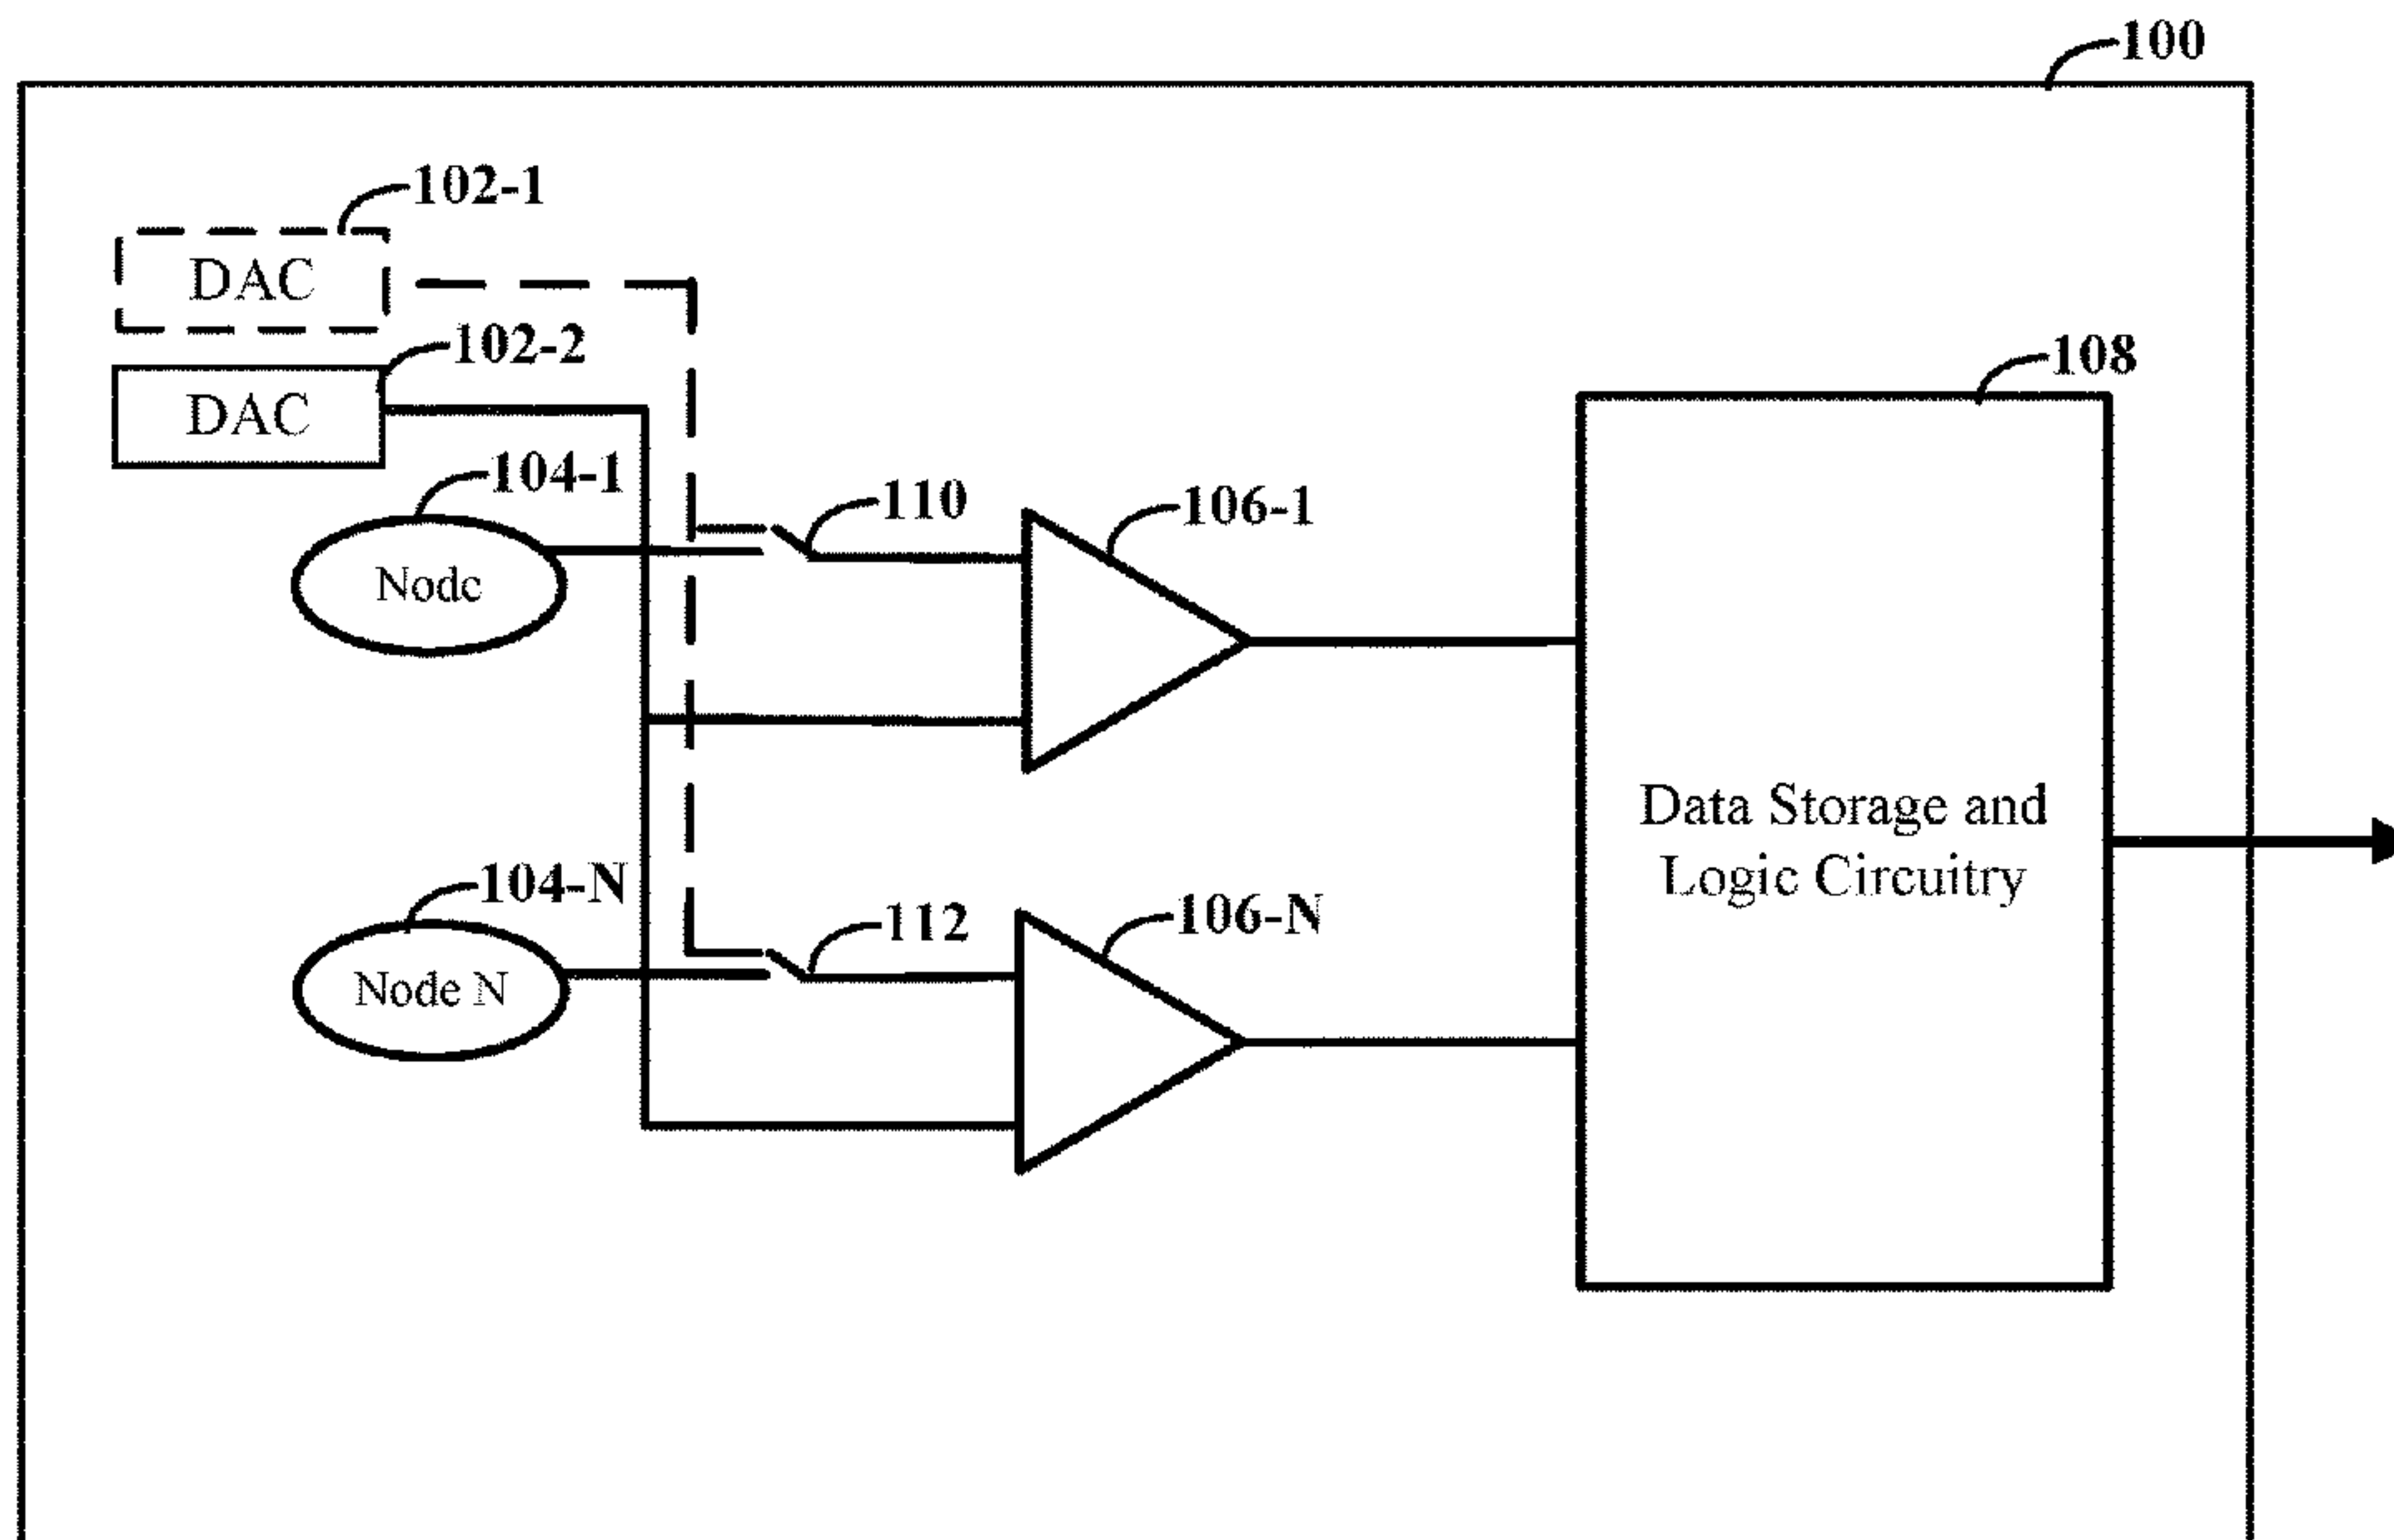 100
102-1
DAC
102-2
DAC
108
104-1
110
106-1
Node
Data Storage and
Logic Circuitry
104-N
112
106-N
Node N